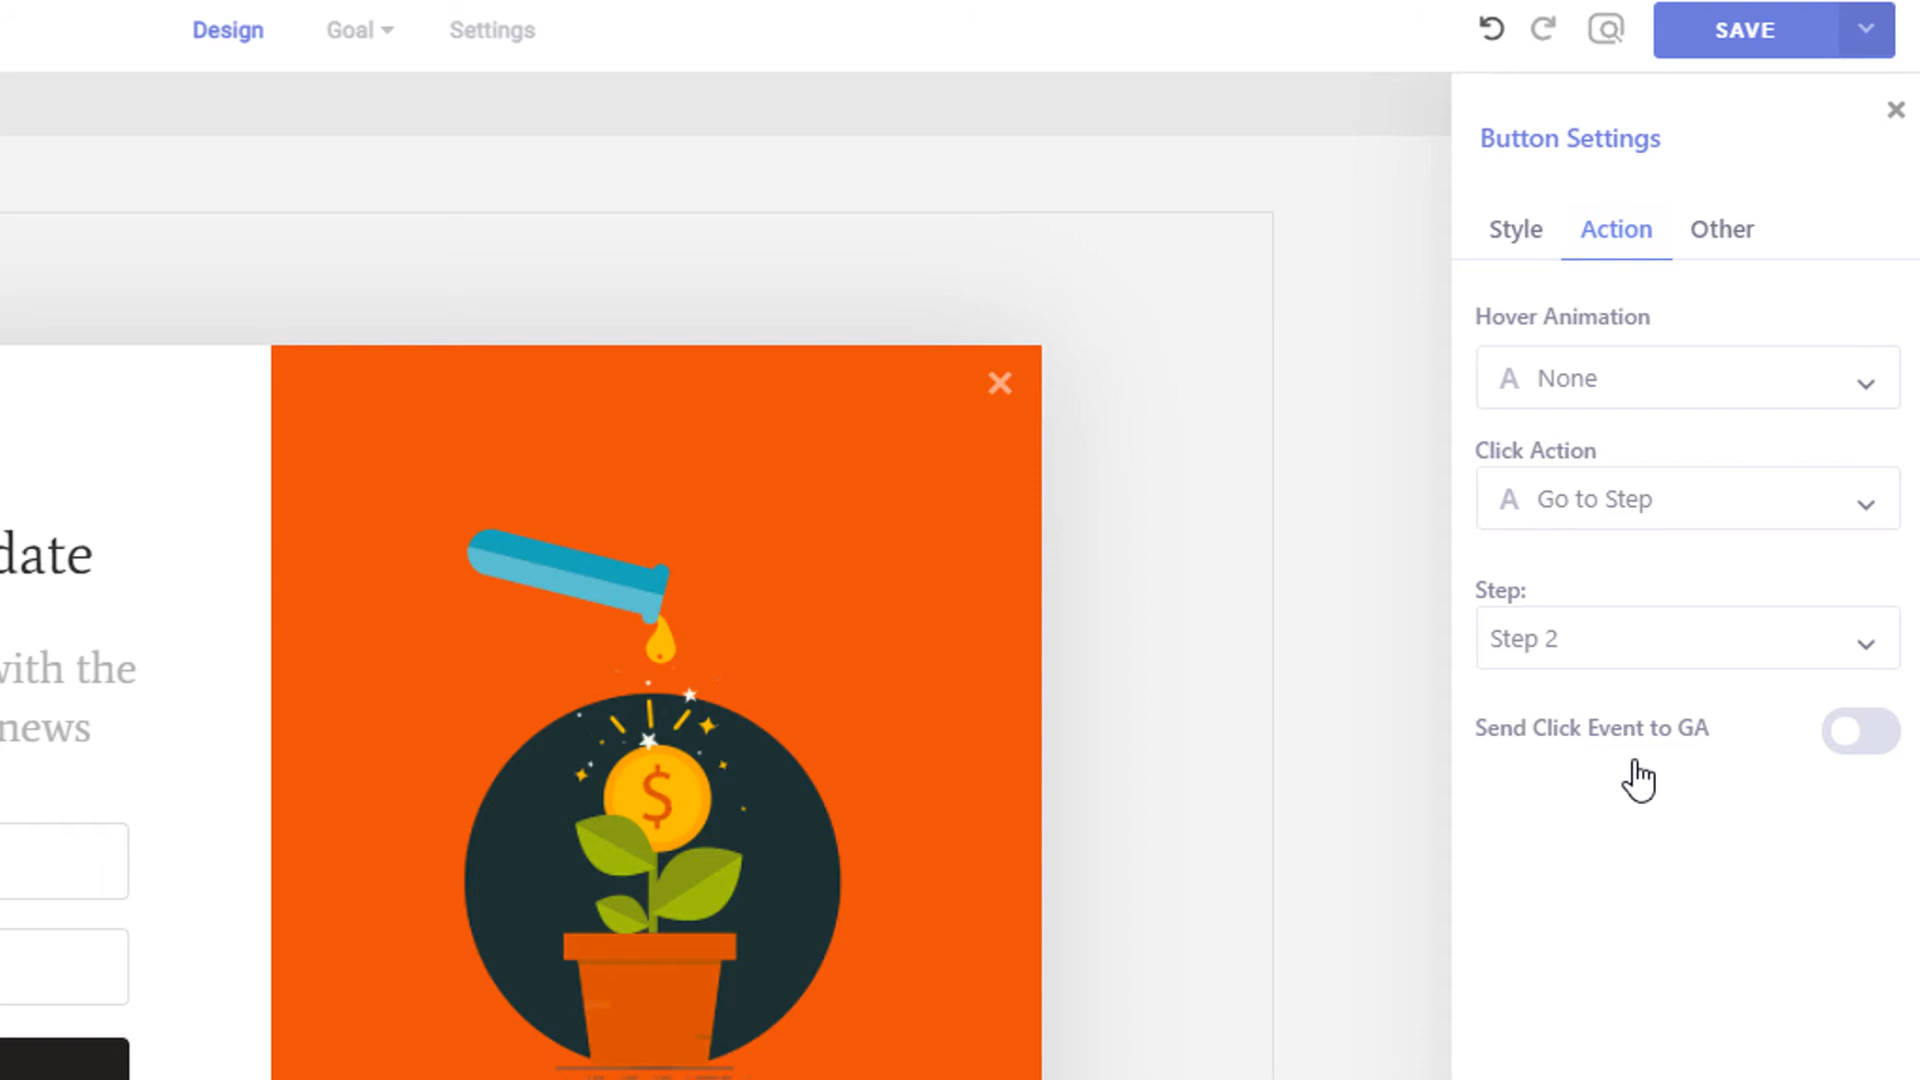 Design Goal Settings
SAVE
Button Settings
Style Action Other
Hover Animation
A None
Click Action
A Go to Step
Step:
Step 2
Send Click Event to GA
date
with the
news
$